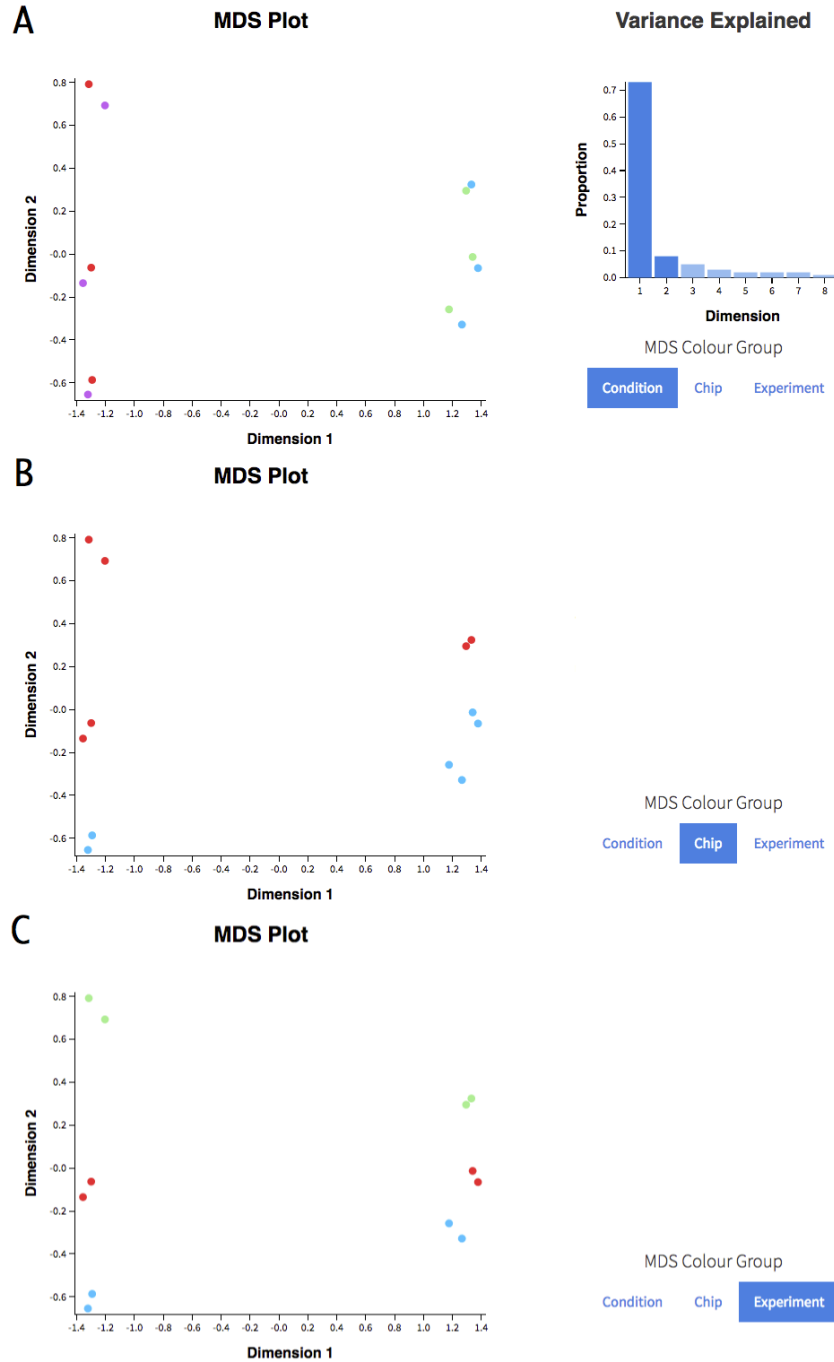 A
MDS Plot
Variance Explained
0.8
0.6
0.4
0.2
-0.0
-0.2
-0.4
-0.6
Dimension 2
-1.4 -1.2 -1.0 -0.8 -0.6 -0.4 -0.2 -0.0 0.2 0.4 0.6 0.8 1.0 1.2 1.4
Dimension 1
0.7
0.6
0.5
0.4
0.3
0.2
0.1
0.0
Proportion
1 2 3 4 5 6 7 8
Dimension
MDS Colour Group
Condition Chip Experiment
B
MDS Plot
0.8
0.6
0.4
0.2
-0.0
-0.2
-0.4
-0.6
Dimension 2
-1.4 -1.2 -1.0 -0.8 -0.6 -0.4 -0.2 -0.0 0.2 0.4 0.6 0.8 1.0 1.2 1.4
Dimension 1
MDS Colour Group
Condition Chip Experiment
C
MDS Plot
0.8
0.6
0.4
0.2
-0.0
-0.2
-0.4
-0.6
Dimension 2
-1.4 -1.2 -1.0 -0.8 -0.6 -0.4 -0.2 -0.0 0.2 0.4 0.6 0.8 1.0 1.2 1.4
Dimension 1
MDS Colour Group
Condition Chip Experiment